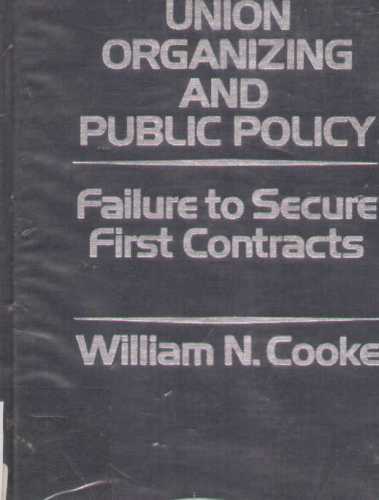 UNION
ORGANIZING
AND
PUBLIC POLICY
Failure to Secure
First Contracts
William N. Cooke